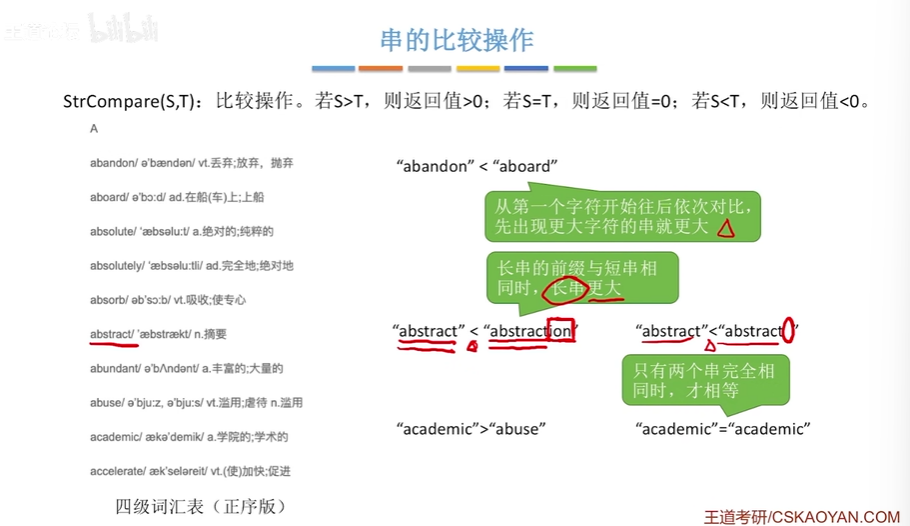 王道考研 bilibili
串的比较操作
StrCompare(S,T)：比较操作。若S>T，则返回值>0；若S=T，则返回值=0；若S<T，则返回值<0。
A
abandon/ ə'bændən/ vt.丢弃;放弃，抛弃
aboard/ ə'bɔ:d/ ad.在船(车)上;上船
absolute/ 'æbsəlu:t/ a.绝对的;纯粹的
absolutely/ 'æbsəlu:tli/ ad.完全地;绝对地
absorb/ əb'sɔ:b/ vt.吸收;使专心
abstract/ 'æbstrækt/ n.摘要
abundant/ ə'bΛndənt/ a.丰富的;大量的
abuse/ ə'bju:z, ə'bju:s/ vt.滥用;虐待 n.滥用
academic/ ækə'demik/ a.学院的;学术的
accelerate/ æk'seləreit/ vt.(使)加快;促进
四级词汇表（正序版）
“abandon” < “aboard”
从第一个字符开始往后依次对比，
先出现更大字符的串就更大
长串的前缀与短串相
同时，长串更大
“abstract” < “abstraction”
“abstract”<“abstract ”
只有两个串完全相
同时，才相等
“academic”>“abuse”
“academic”=“academic”
王道考研/CSKAOYAN.COM